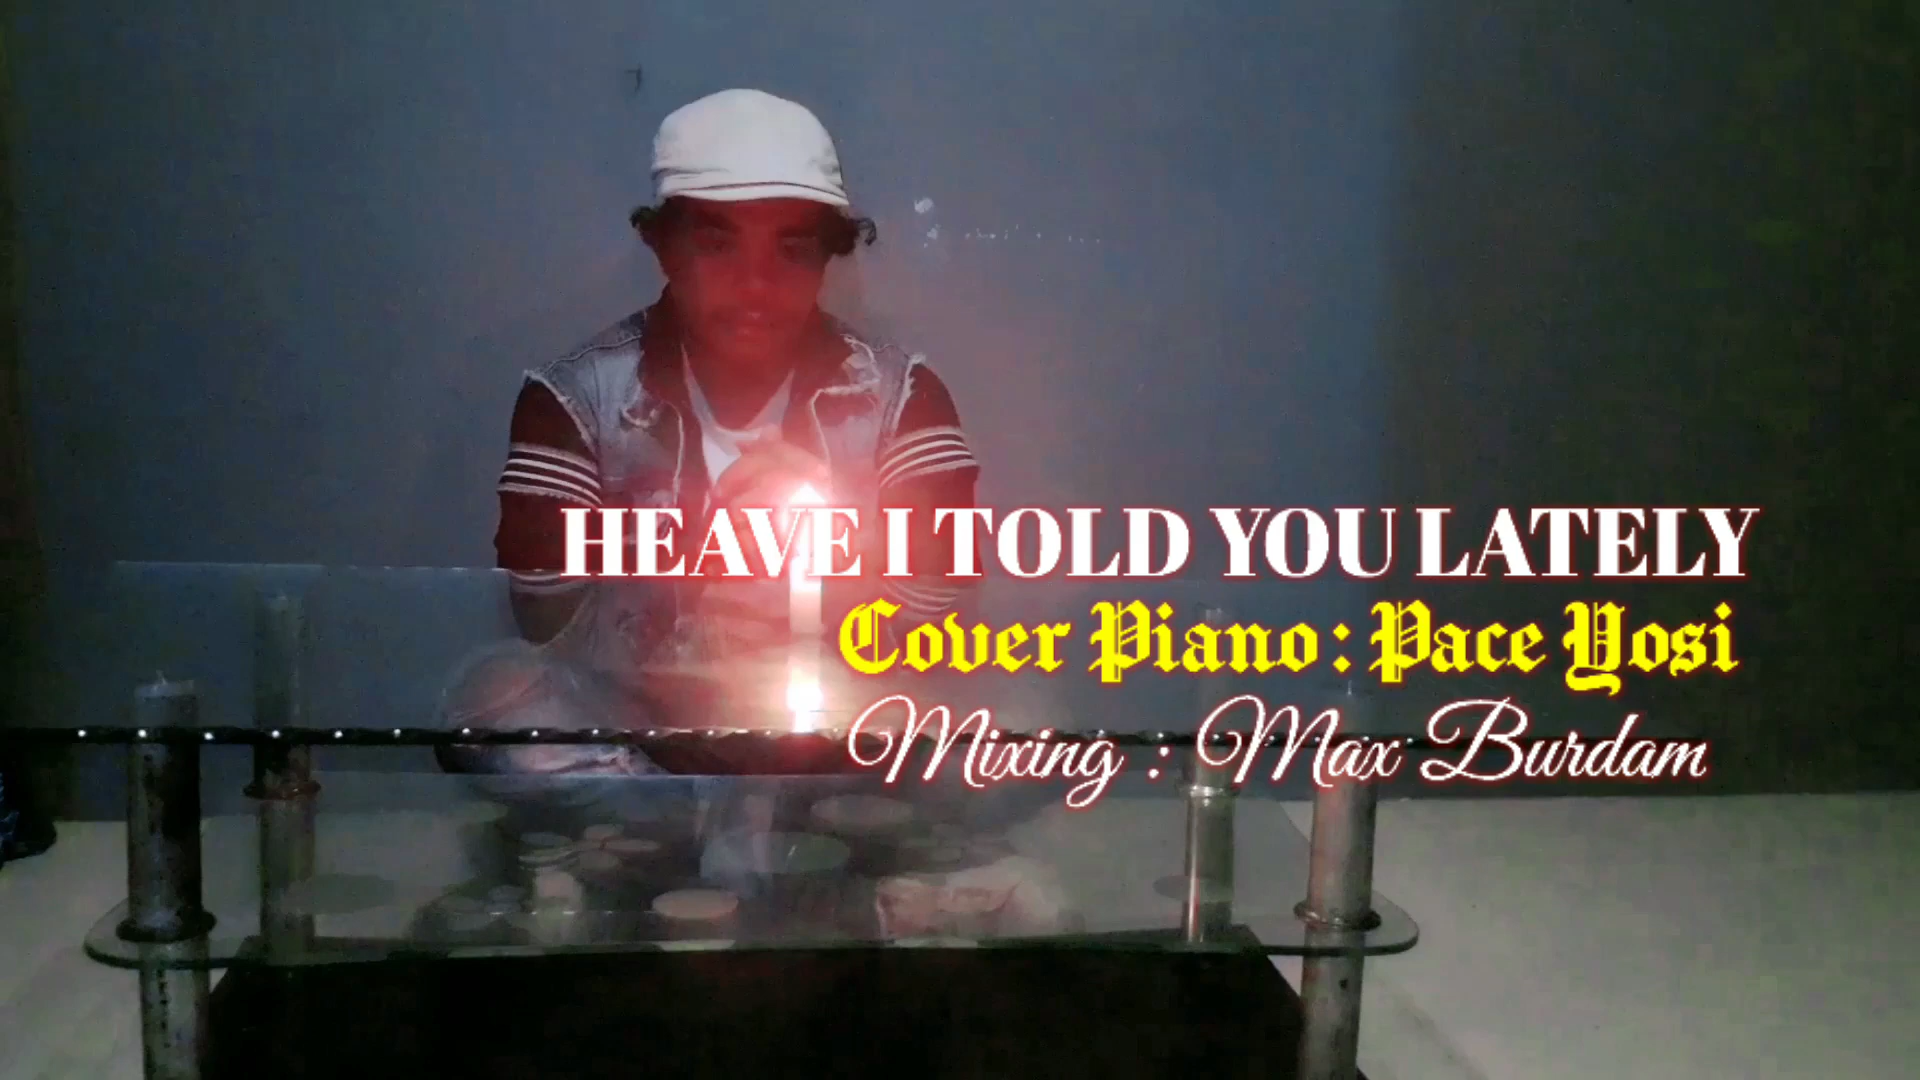 HEAVE I TOLD YOU LATELY
Cover Piano : Pace Yosi
Mixing : Max Burdam